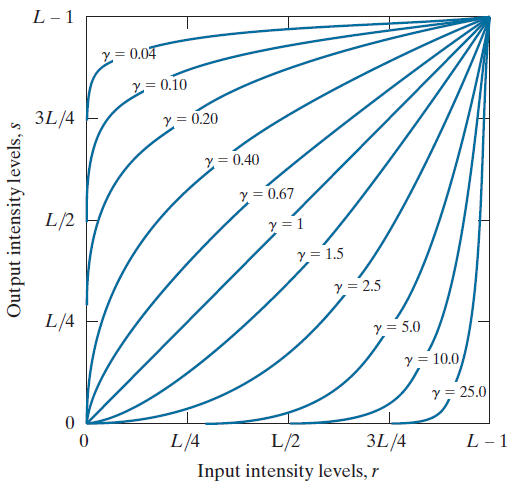 L – 1
γ = 0.04
γ = 0.10
3L/4
γ = 0.20
γ = 0.40
γ = 0.67
L/2
γ = 1
γ = 1.5
γ = 2.5
L/4
γ = 5.0
γ = 10.0
γ = 25.0
0
Output intensity levels, s
0
L/4
L/2
3L/4
L – 1
Input intensity levels, r